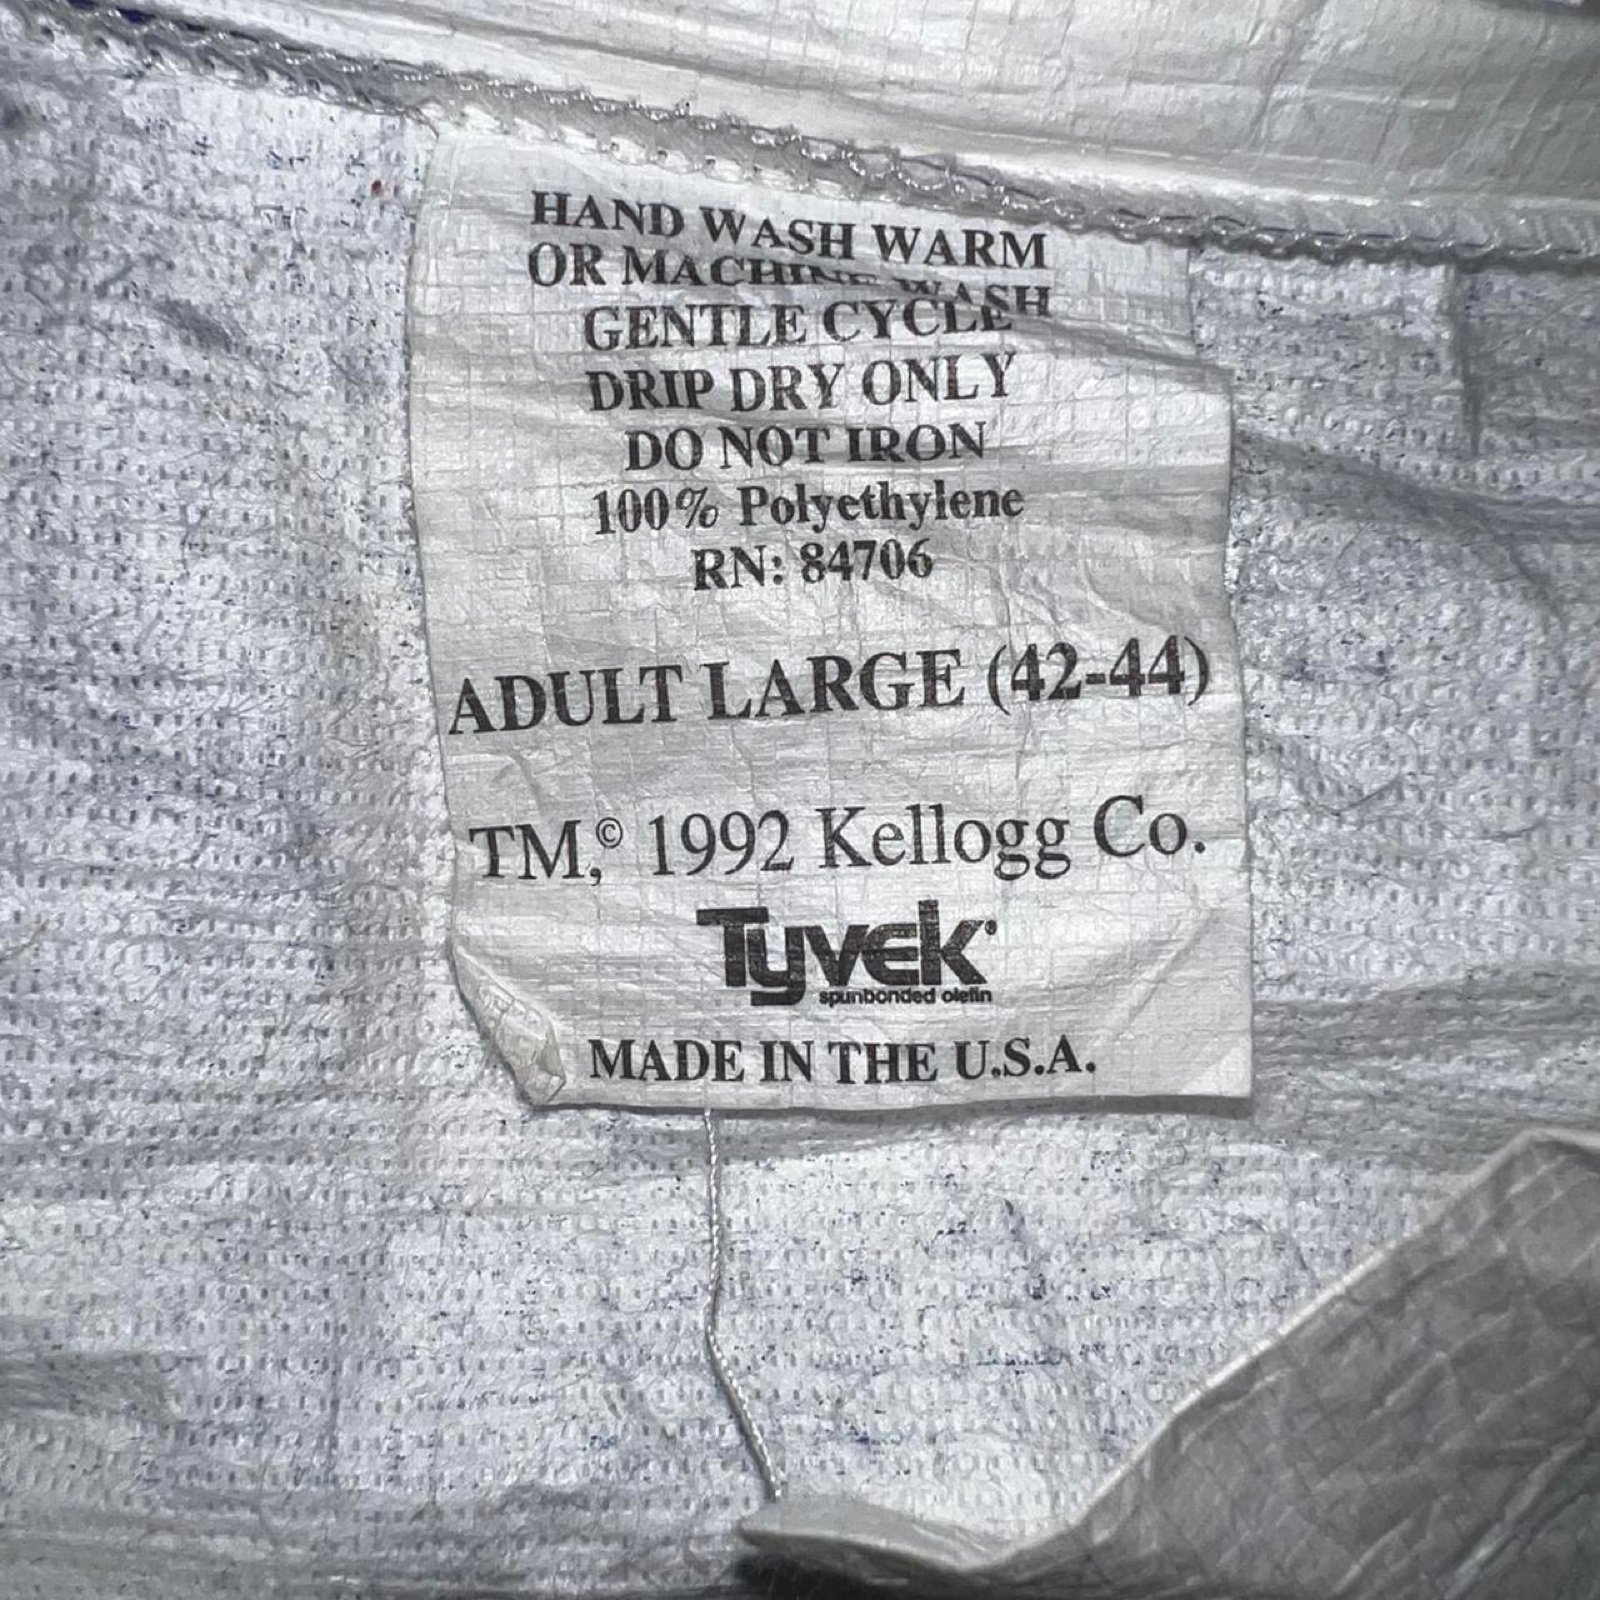 HAND WASH WARM
OR MACHINE WASH
GENTLE CYCLE
DRIP DRY ONLY
DO NOT IRON
100% Polyethylene
RN: 84706
ADULT LARGE (42-44)
TM,© 1992 Kellogg Co.
Tyvek®
spunbonded olefin
MADE IN THE U.S.A.